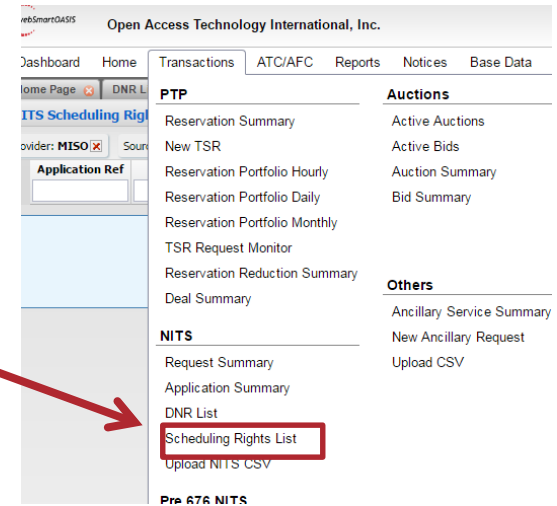 webSmartOASIS
Open Access Technology International, Inc.
Dashboard Home Transactions ATC/AFC Reports Notices Base Data
Home Page DNR L
ITS Scheduling Righ
ovider: MISO Sour
Application Ref
PTP
Reservation Summary
New TSR
Reservation Portfolio Hourly
Reservation Portfolio Daily
Reservation Portfolio Monthly
TSR Request Monitor
Reservation Reduction Summary
Deal Summary
NITS
Request Summary
Application Summary
DNR List
Scheduling Rights List
Upload NITS CSV
Pre 676 NITS
Auctions
Active Auctions
Active Bids
Auction Summary
Bid Summary
Others
Ancillary Service Summary
New Ancillary Request
Upload CSV